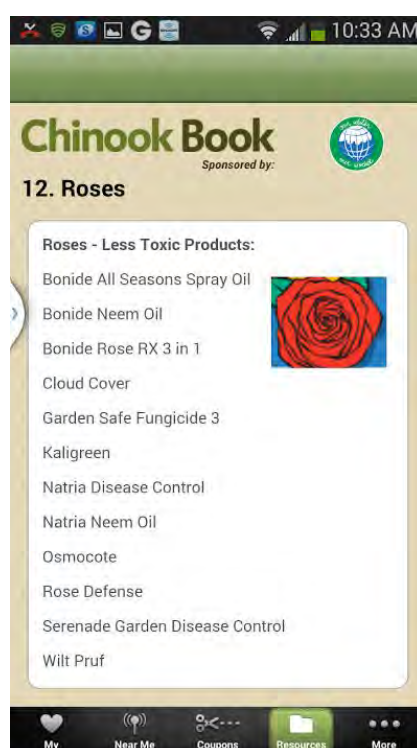 10:33 AM
Chinook Book
Sponsored by:
our water
12. Roses
Roses - Less Toxic Products:
Bonide All Seasons Spray Oil
Bonide Neem Oil
Bonide Rose RX 3 in 1
Cloud Cover
Garden Safe Fungicide 3
Kaligreen
Natria Disease Control
Natria Neem Oil
Osmocote
Rose Defense
Serenade Garden Disease Control
Wilt Pruf
My
Near Me
Coupons
Resources
More